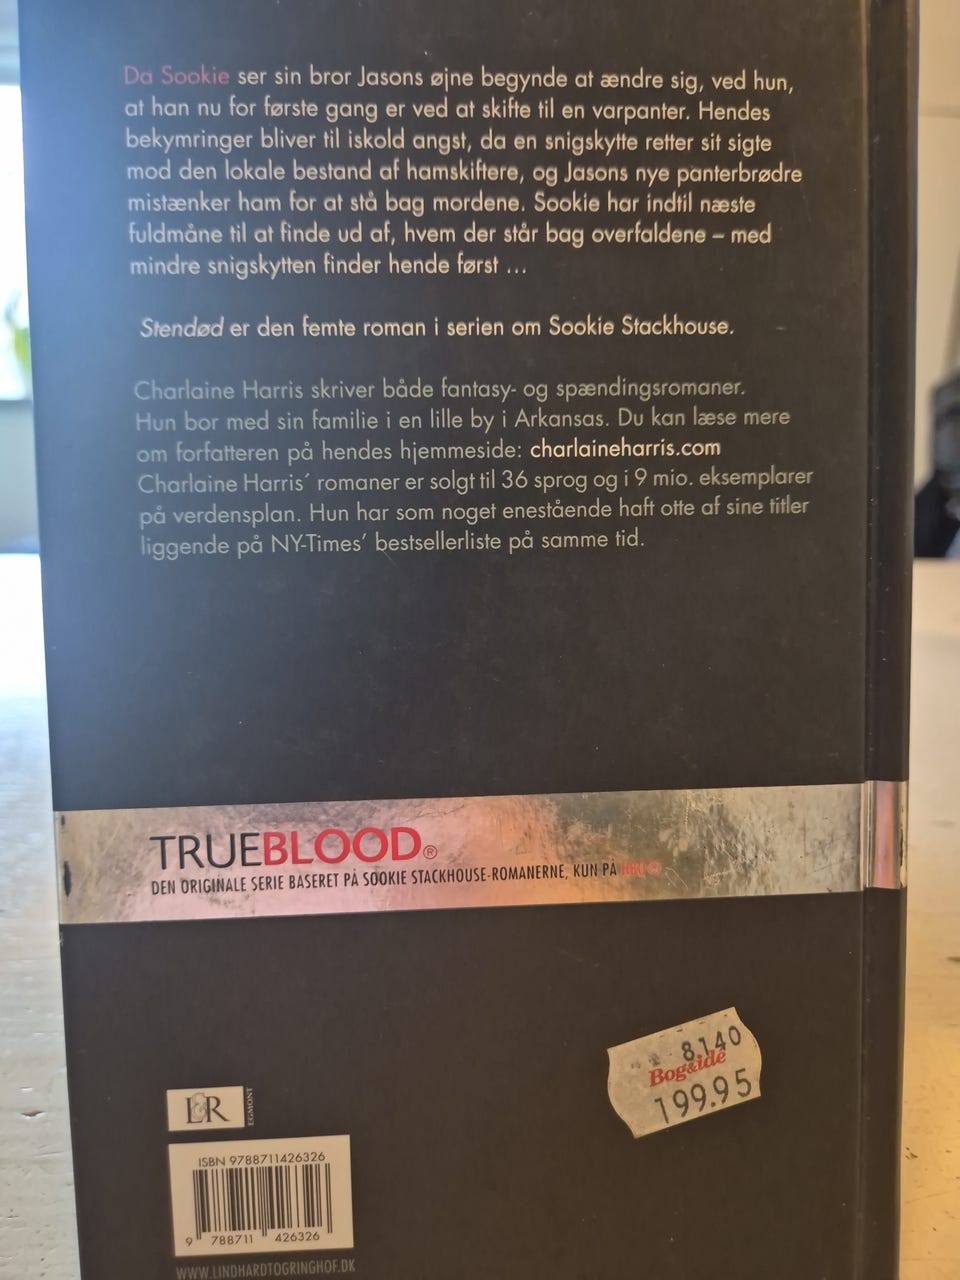 Da Sookie ser sin bror Jasons øjne begynde at ændre sig, ved hun,
at han nu for første gang er ved at skifte til en varpanter. Hendes
bekymringer bliver til iskold angst, da en snigskytte retter sit sigte
mod den lokale bestand af hamskiftere, og Jasons nye panterbrødre
mistænker ham for at stå bag mordene. Sookie har indtil næste
fuldmåne til at finde ud af, hvem der står bag overfaldene – med
mindre snigskytten finder hende først ...
Stendød er den femte roman i serien om Sookie Stackhouse.
Charlaine Harris skriver både fantasy- og spændingsromaner.
Hun bor med sin familie i en lille by i Arkansas. Du kan læse mere
om forfatteren på hendes hjemmeside: charlaineharris.com
Charlaine Harris´ romaner er solgt til 36 sprog og i 9 mio. eksemplarer
på verdensplan. Hun har som noget enestående haft otte af sine titler
liggende på NY-Times’ bestsellerliste på samme tid.
TRUEBLOOD®
DEN ORIGINALE SERIE BASERET PÅ SOOKIE STACKHOUSE-ROMANERNE, KUN PÅ HBO®
8140
Bog&idé
199.95
L&R
EGMONT
ISBN 9788711426326
9 788711 426326
WWW.LINDHARDTOGRINGHOF.DK